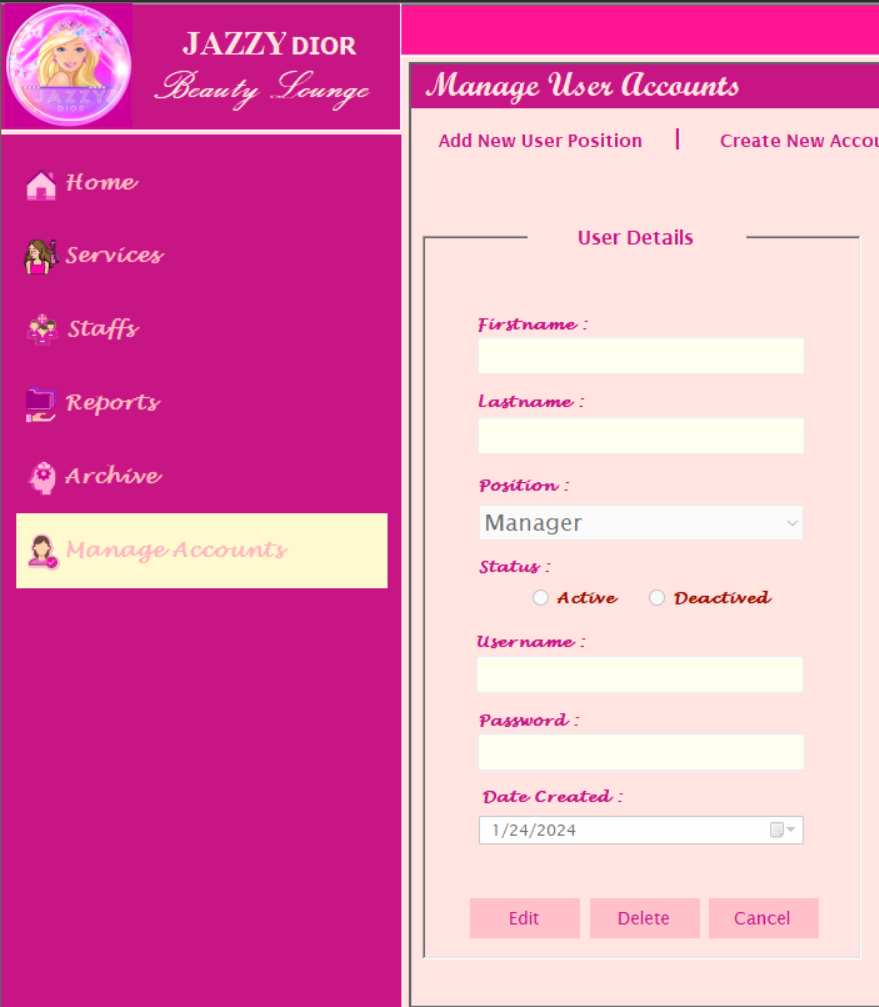 JAZZY DIOR
Beauty Lounge
JAZZY
DIOR
Home
Services
Staffs
Reports
Archive
Manage Accounts
Manage User Accounts
Add New User Position | Create New Accou
User Details
Firstname :
Lastname :
Position :
Manager
Status :
Active Deactived
Username :
Password :
Date Created :
1/24/2024
Edit Delete Cancel